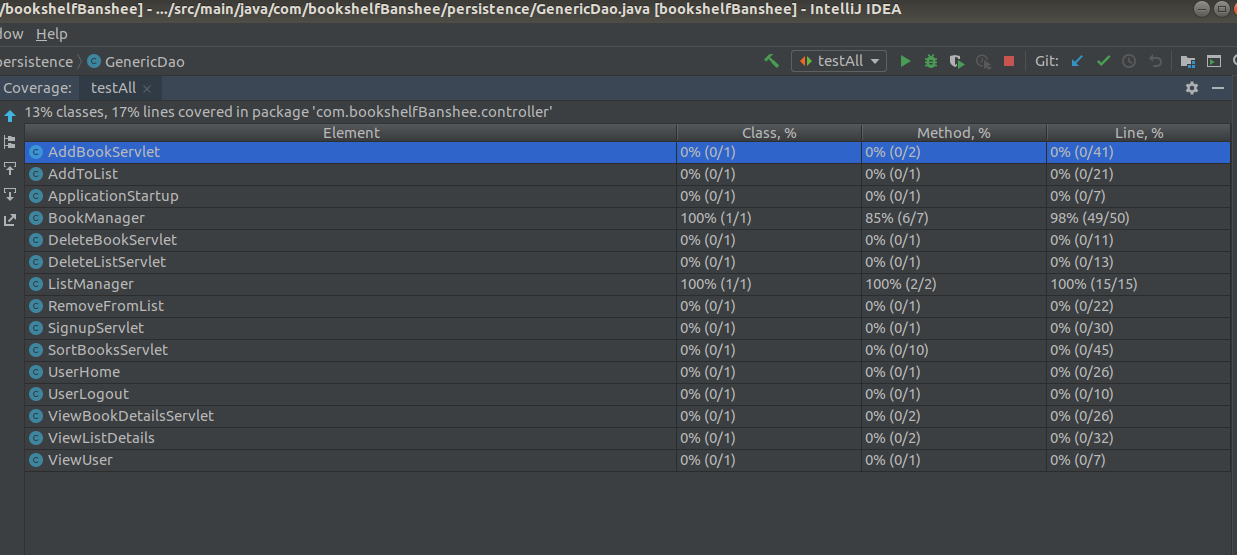 /bookshelfBanshee] - .../src/main/java/com/bookshelfBanshee/persistence/GenericDao.java [bookshelfBanshee] - IntelliJ IDEA
Help
GenericDao testAll Git:
Coverage: testAll
13% classes, 17% lines covered in package 'com.bookshelfBanshee.controller'
Element Class, % Method, % Line, %
C AddBookServlet 0% (0/1) 0% (0/2) 0% (0/41)
C AddToList 0% (0/1) 0% (0/1) 0% (0/21)
C ApplicationStartup 0% (0/1) 0% (0/1) 0% (0/7)
C BookManager 100% (1/1) 85% (6/7) 98% (49/50)
C DeleteBookServlet 0% (0/1) 0% (0/1) 0% (0/11)
C DeleteListServlet 0% (0/1) 0% (0/1) 0% (0/13)
C ListManager 100% (1/1) 100% (2/2) 100% (15/15)
C RemoveFromList 0% (0/1) 0% (0/1) 0% (0/22)
C SignupServlet 0% (0/1) 0% (0/1) 0% (0/30)
C SortBooksServlet 0% (0/1) 0% (0/10) 0% (0/45)
C UserHome 0% (0/1) 0% (0/1) 0% (0/26)
C UserLogout 0% (0/1) 0% (0/1) 0% (0/10)
C ViewBookDetailsServlet 0% (0/1) 0% (0/2) 0% (0/26)
C ViewListDetails 0% (0/1) 0% (0/2) 0% (0/32)
C ViewUser 0% (0/1) 0% (0/1) 0% (0/7)